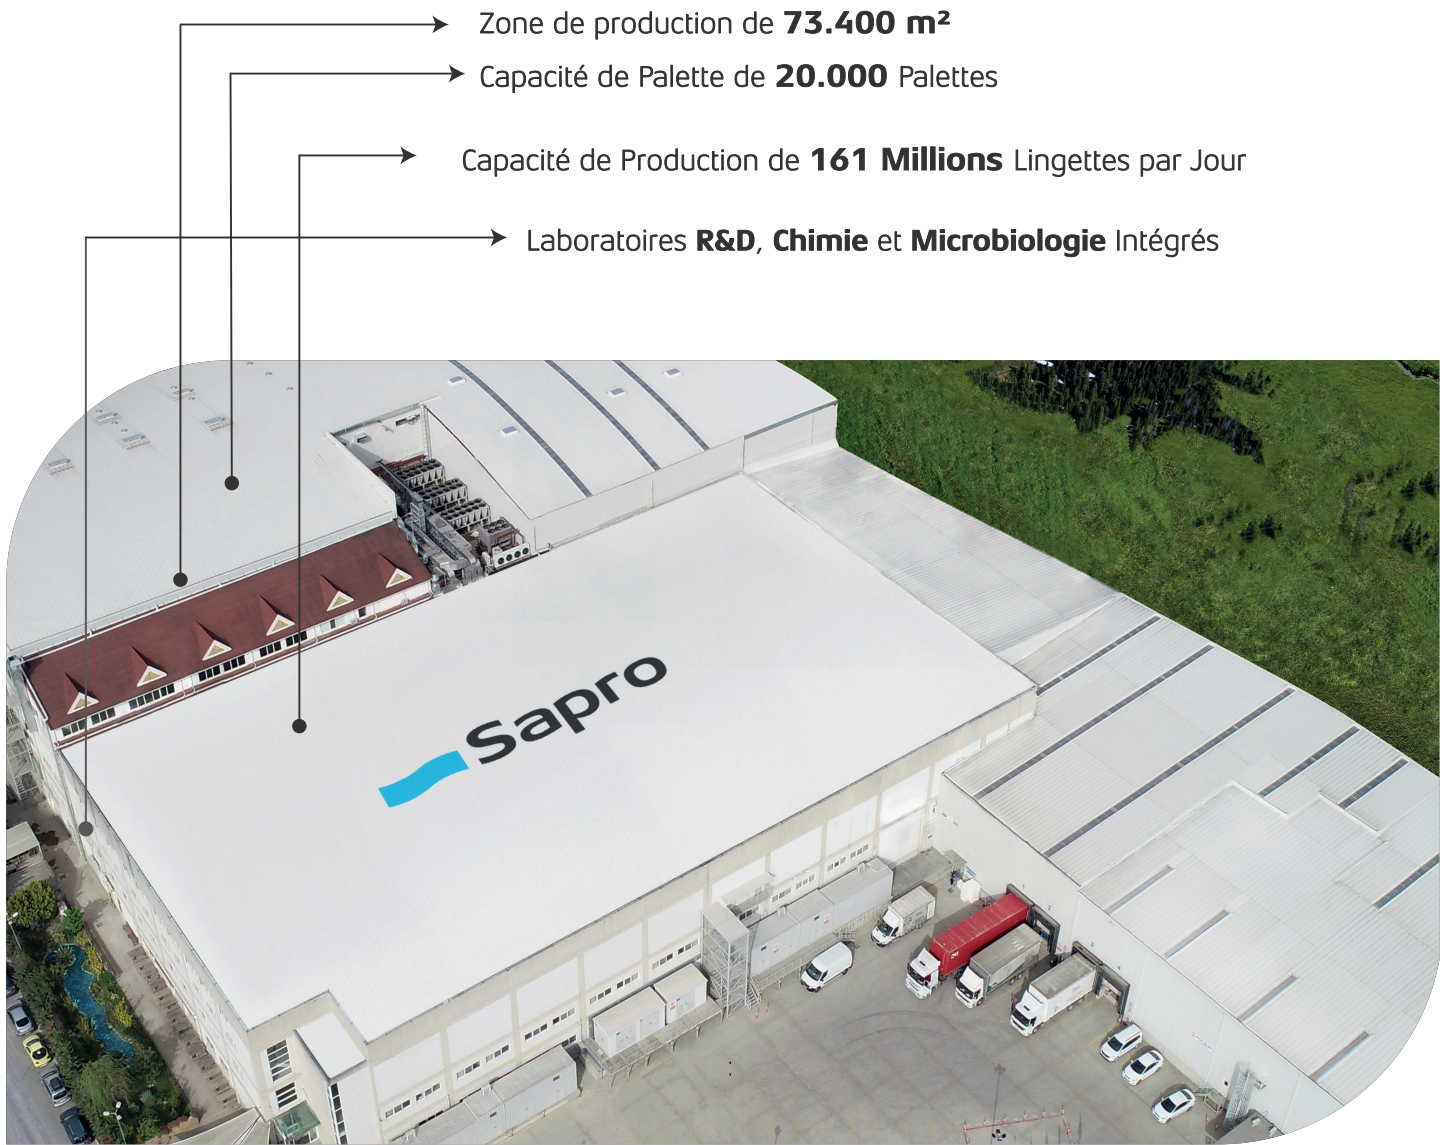 Zone de production de 73.400 m²
Capacité de Palette de 20.000 Palettes
Capacité de Production de 161 Millions Lingettes par Jour
Laboratoires R&D, Chimie et Microbiologie Intégrés
Sapro